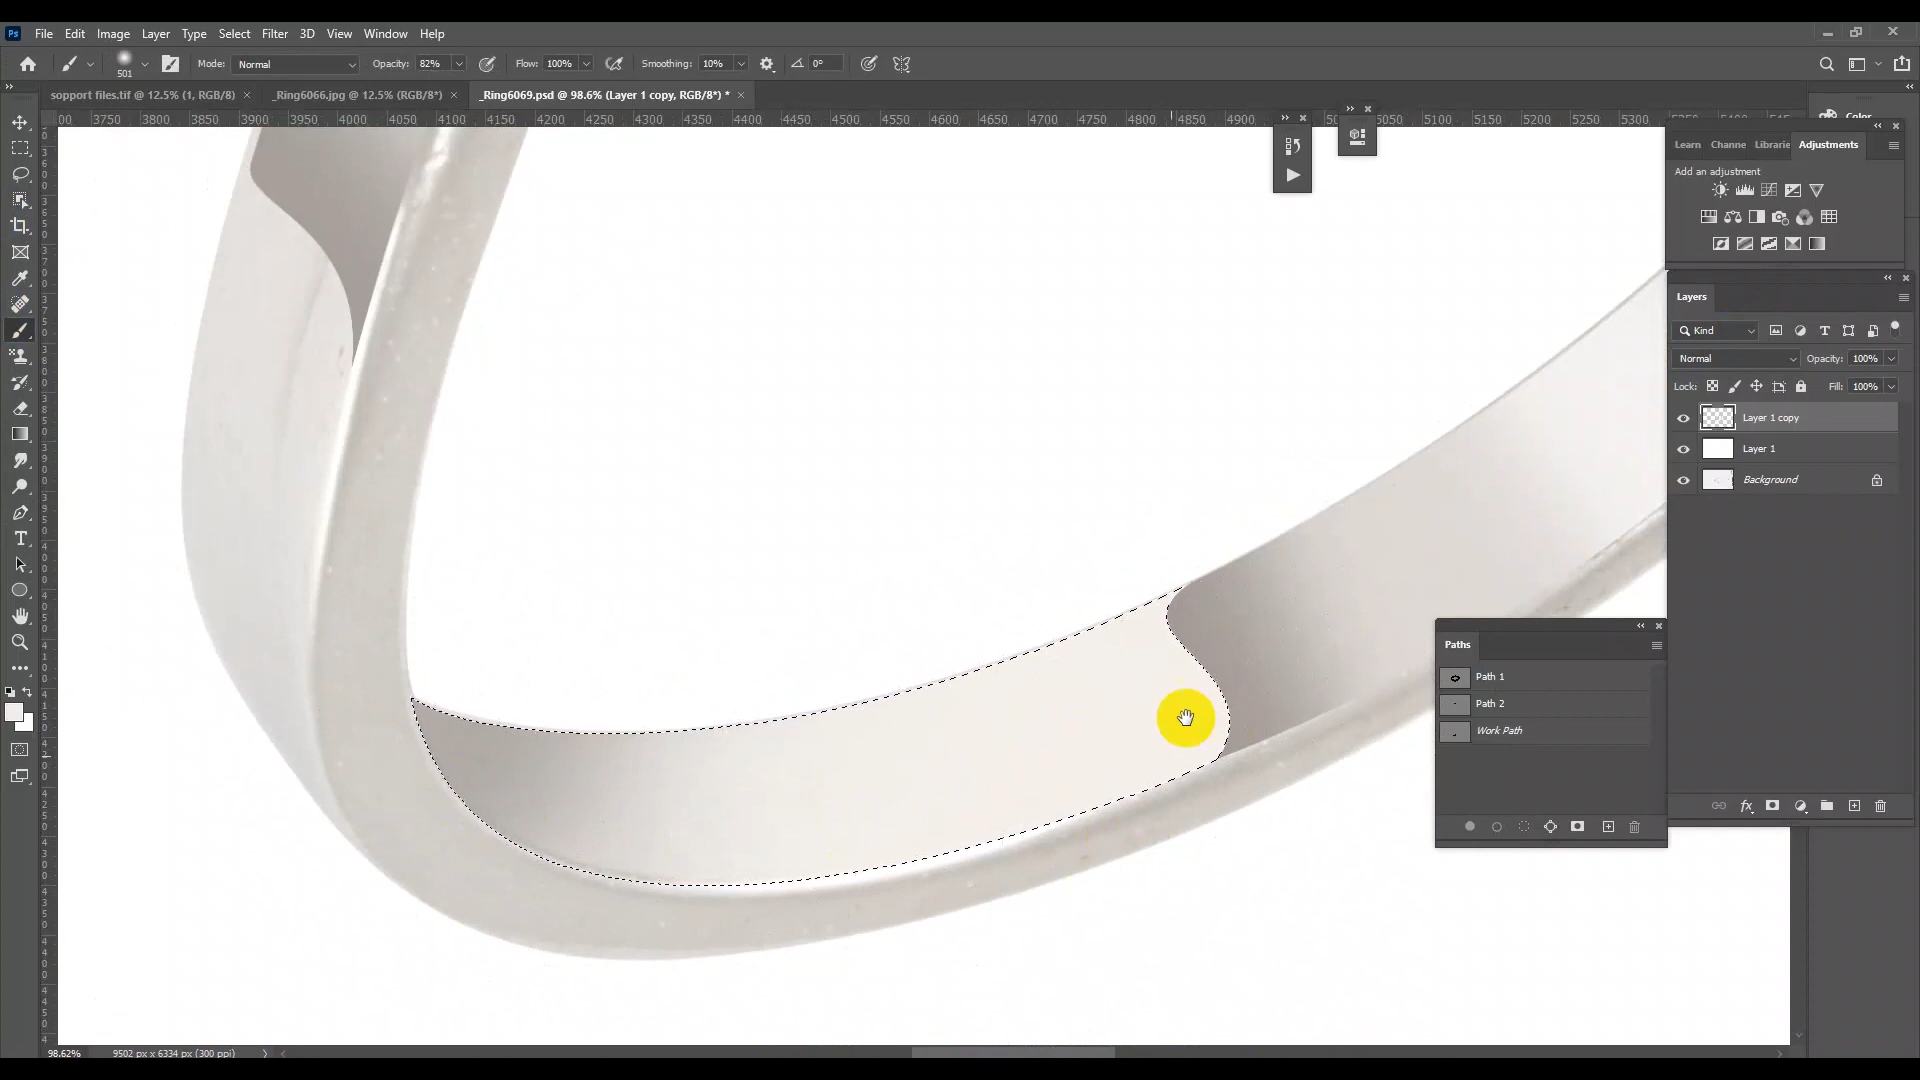 Ps File Edit Image Layer Type Select Filter 3D View Window Help
501 Mode: Normal Opacity: 82% Flow: 100% Smoothing: 10% 0°
sopport files.tif @ 12.5% (1, RGB/8) × _Ring6066.jpg @ 12.5% (RGB/8*) × _Ring6069.psd @ 98.6% (Layer 1 copy, RGB/8*) * ×
00 3750 3800 3850 3900 3950 4000 4050 4100 4150 4200 4250 4300 4350 4400 4450 4500 4550 4600 4650 4700 4750 4800 4850 4900 5050 5100 5150 5200 5250 5300
Color
Learn Channe Librarie Adjustments
Add an adjustment
Layers
Kind
Normal Opacity: 100%
Lock: Fill: 100%
Layer 1 copy
Layer 1
Background
Paths
Path 1
Path 2
Work Path
98.62% 9502 px x 6334 px (300 ppi)